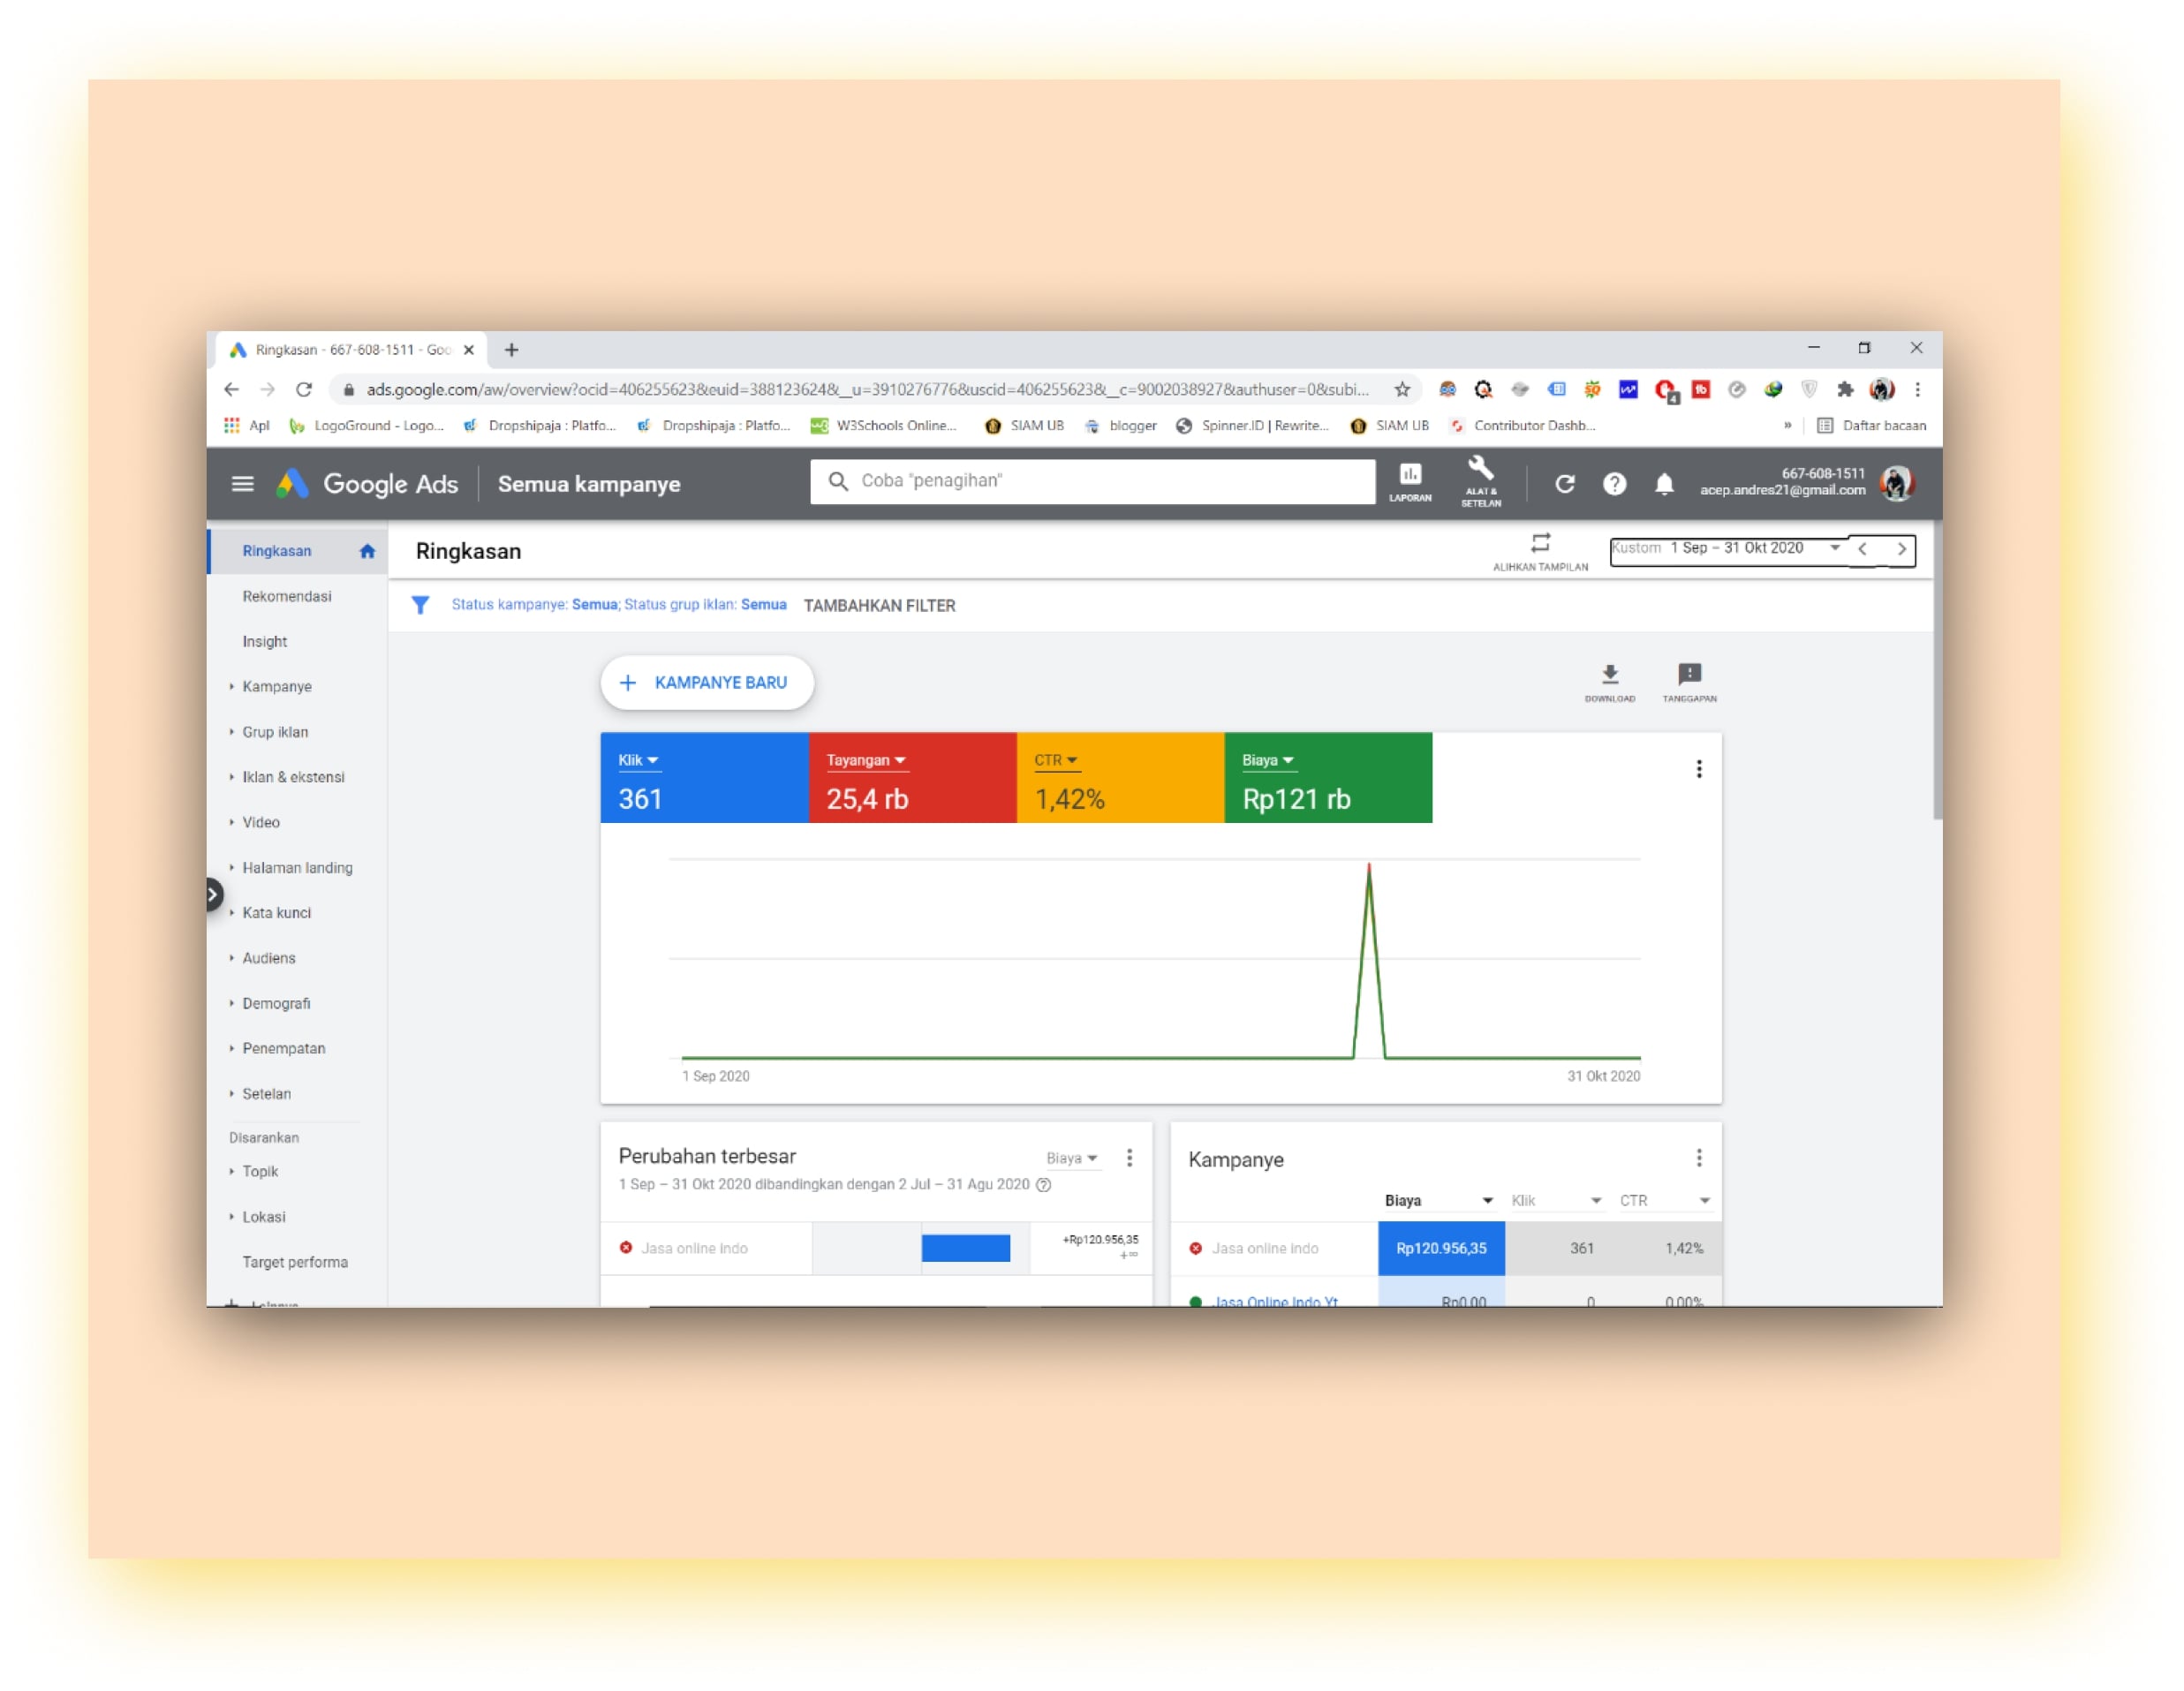 Ringkasan - 667-608-1511 - Goo
ads.google.com/aw/overview?ocid=406255623&euid=388123624&__u=3910276776&uscid=406255623&__c=9002038927&authuser=0&subi...
Apl LogoGround - Logo... Dropshipaja : Platfo... Dropshipaja : Platfo... W3Schools Online... SIAM UB blogger Spinner.ID | Rewrite... SIAM UB Contributor Dashb... » Daftar bacaan
Google Ads Semua kampanye Coba "penagihan" LAPORAN ALAT & SETELAN 667-608-1511
acep.andres21@gmail.com
Ringkasan
Rekomendasi
Insight
Kampanye
Grup iklan
Iklan & ekstensi
Video
Halaman landing
Kata kunci
Audiens
Demografi
Penempatan
Setelan
Disarankan
Topik
Lokasi
Target performa
Ringkasan ALIHKAN TAMPILAN Kustom 1 Sep – 31 Okt 2020
Status kampanye: Semua; Status grup iklan: Semua TAMBAHKAN FILTER
KAMPANYE BARU DOWNLOAD TANGGAPAN
Klik Tayangan CTR Biaya
361 25,4 rb 1,42% Rp121 rb
1 Sep 2020 31 Okt 2020
Perubahan terbesar Biaya
1 Sep – 31 Okt 2020 dibandingkan dengan 2 Jul – 31 Agu 2020
Jasa online Indo +Rp120.956,35
+∞
Kampanye
Biaya Klik CTR
Jasa online Indo Rp120.956,35 361 1,42%
Jasa Online Indo Yt Rp0,00 0 0,00%